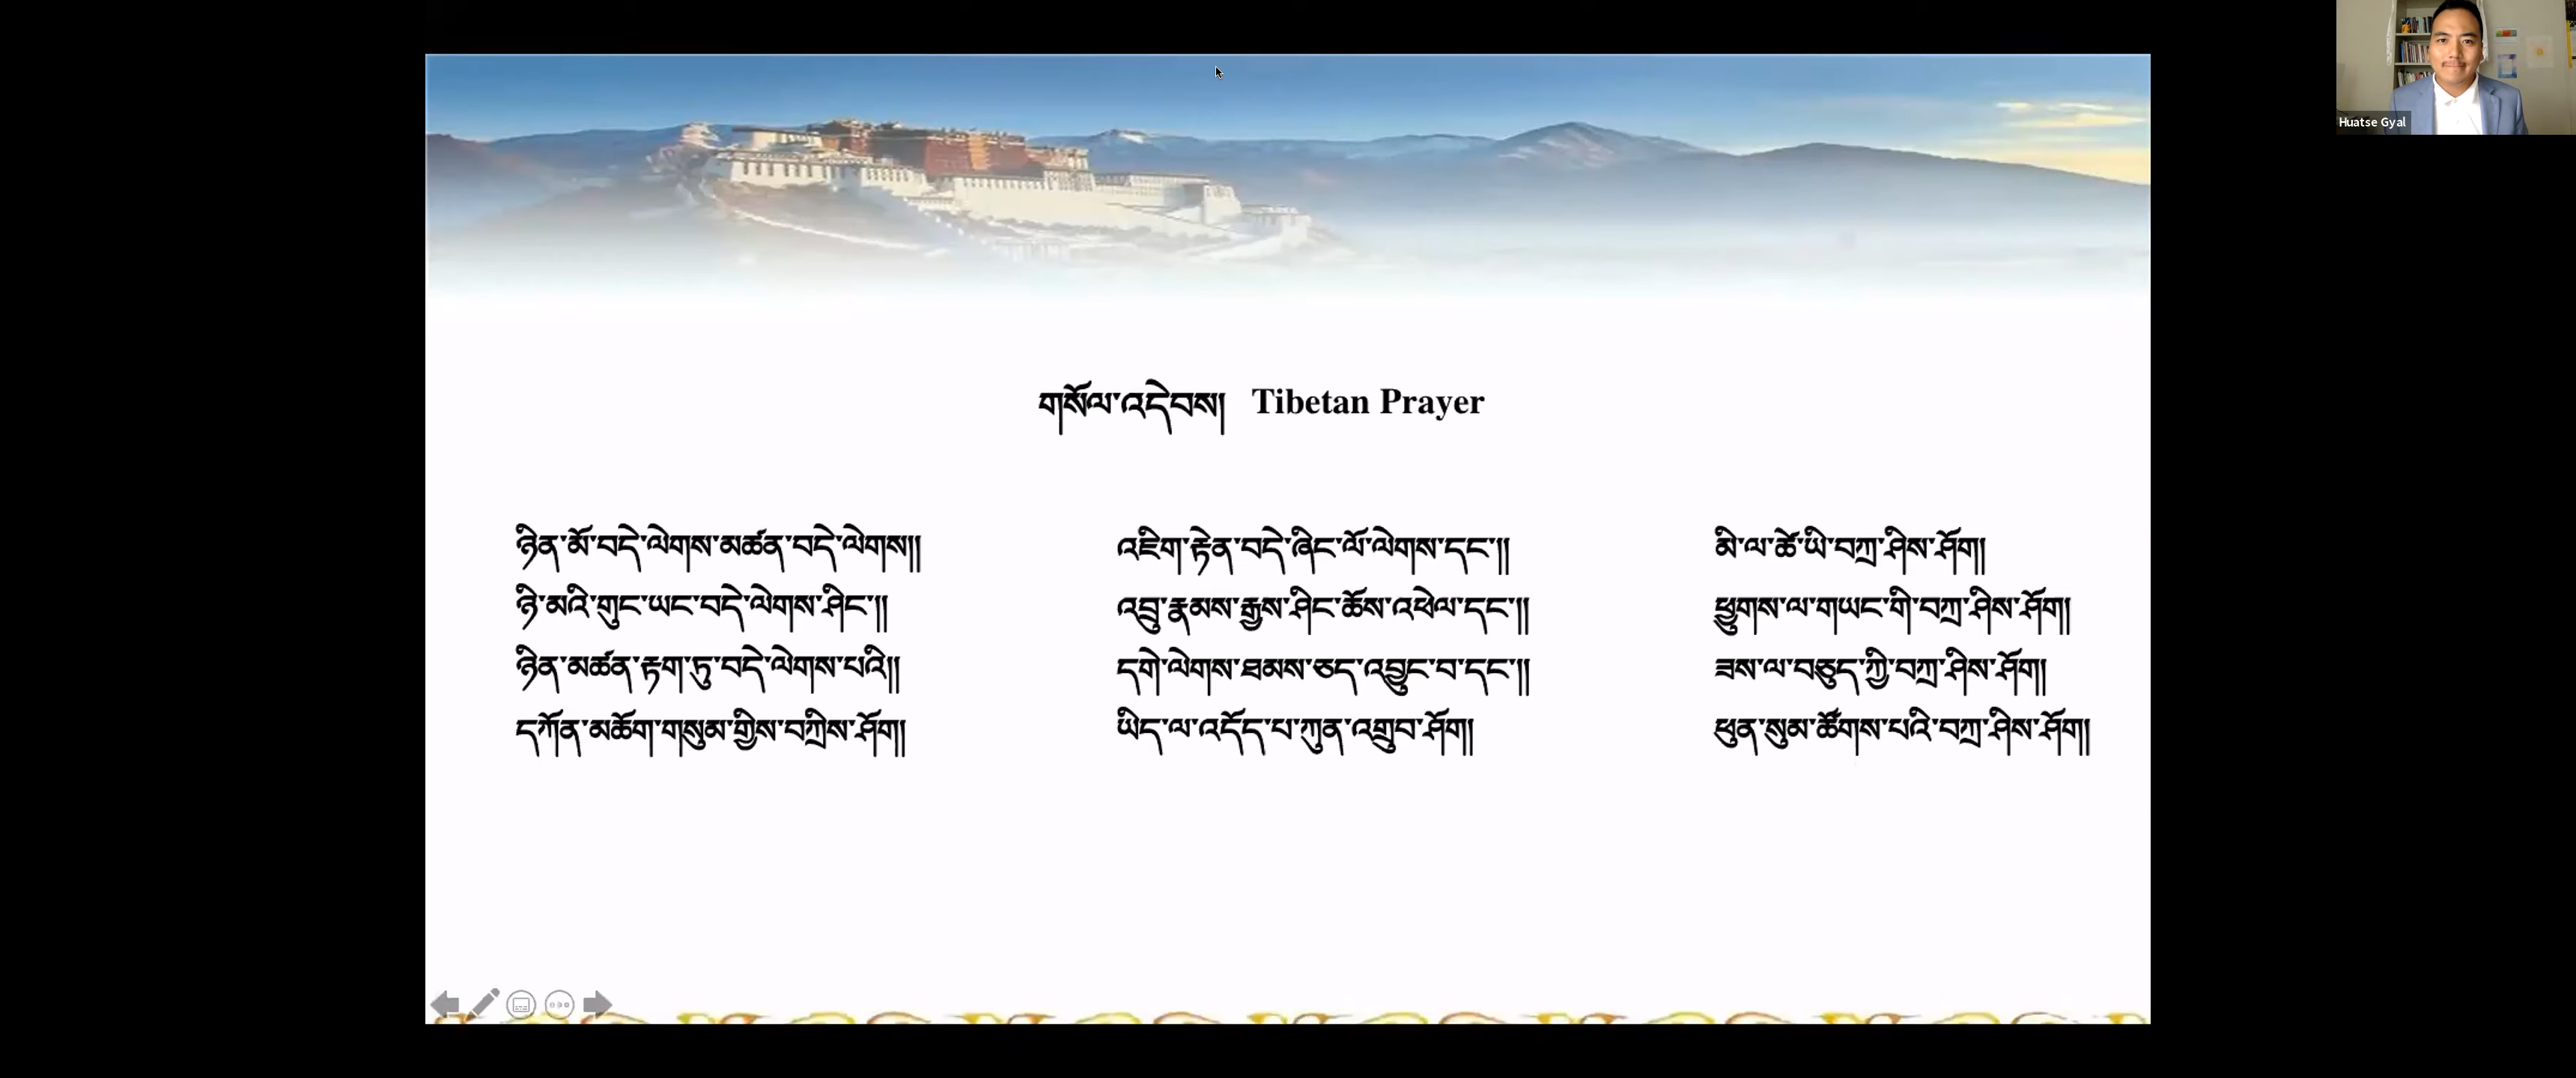 Huatse Gyal
གསོལ་འདེབས། Tibetan Prayer
ཉིན་མོ་བདེ་ལེགས་མཚན་བདེ་ལེགས།།
ཉི་མའི་གུང་ཡང་བདེ་ལེགས་ཤིང་།།
ཉིན་མཚན་རྟག་ཏུ་བདེ་ལེགས་པའི།།
དཀོན་མཆོག་གསུམ་གྱིས་བཀྲིས་ཤོག།
འཇིག་རྟེན་བདེ་ཞིང་ལོ་ལེགས་དང་།།
འབྲུ་རྣམས་རྒྱས་ཤིང་ཆོས་འཕེལ་དང་།།
དགེ་ལེགས་ཐམས་ཅད་འབྱུང་བ་དང་།།
ཡིད་ལ་འདོད་པ་ཀུན་འགྲུབ་ཤོག།
མི་ལ་ཚེ་ཡི་བཀྲ་ཤིས་ཤོག།
ཕྱུགས་ལ་གཡང་གི་བཀྲ་ཤིས་ཤོག།
ཟས་ལ་བཅུད་ཀྱི་བཀྲ་ཤིས་ཤོག།
ཕུན་སུམ་ཚོགས་པའི་བཀྲ་ཤིས་ཤོག།